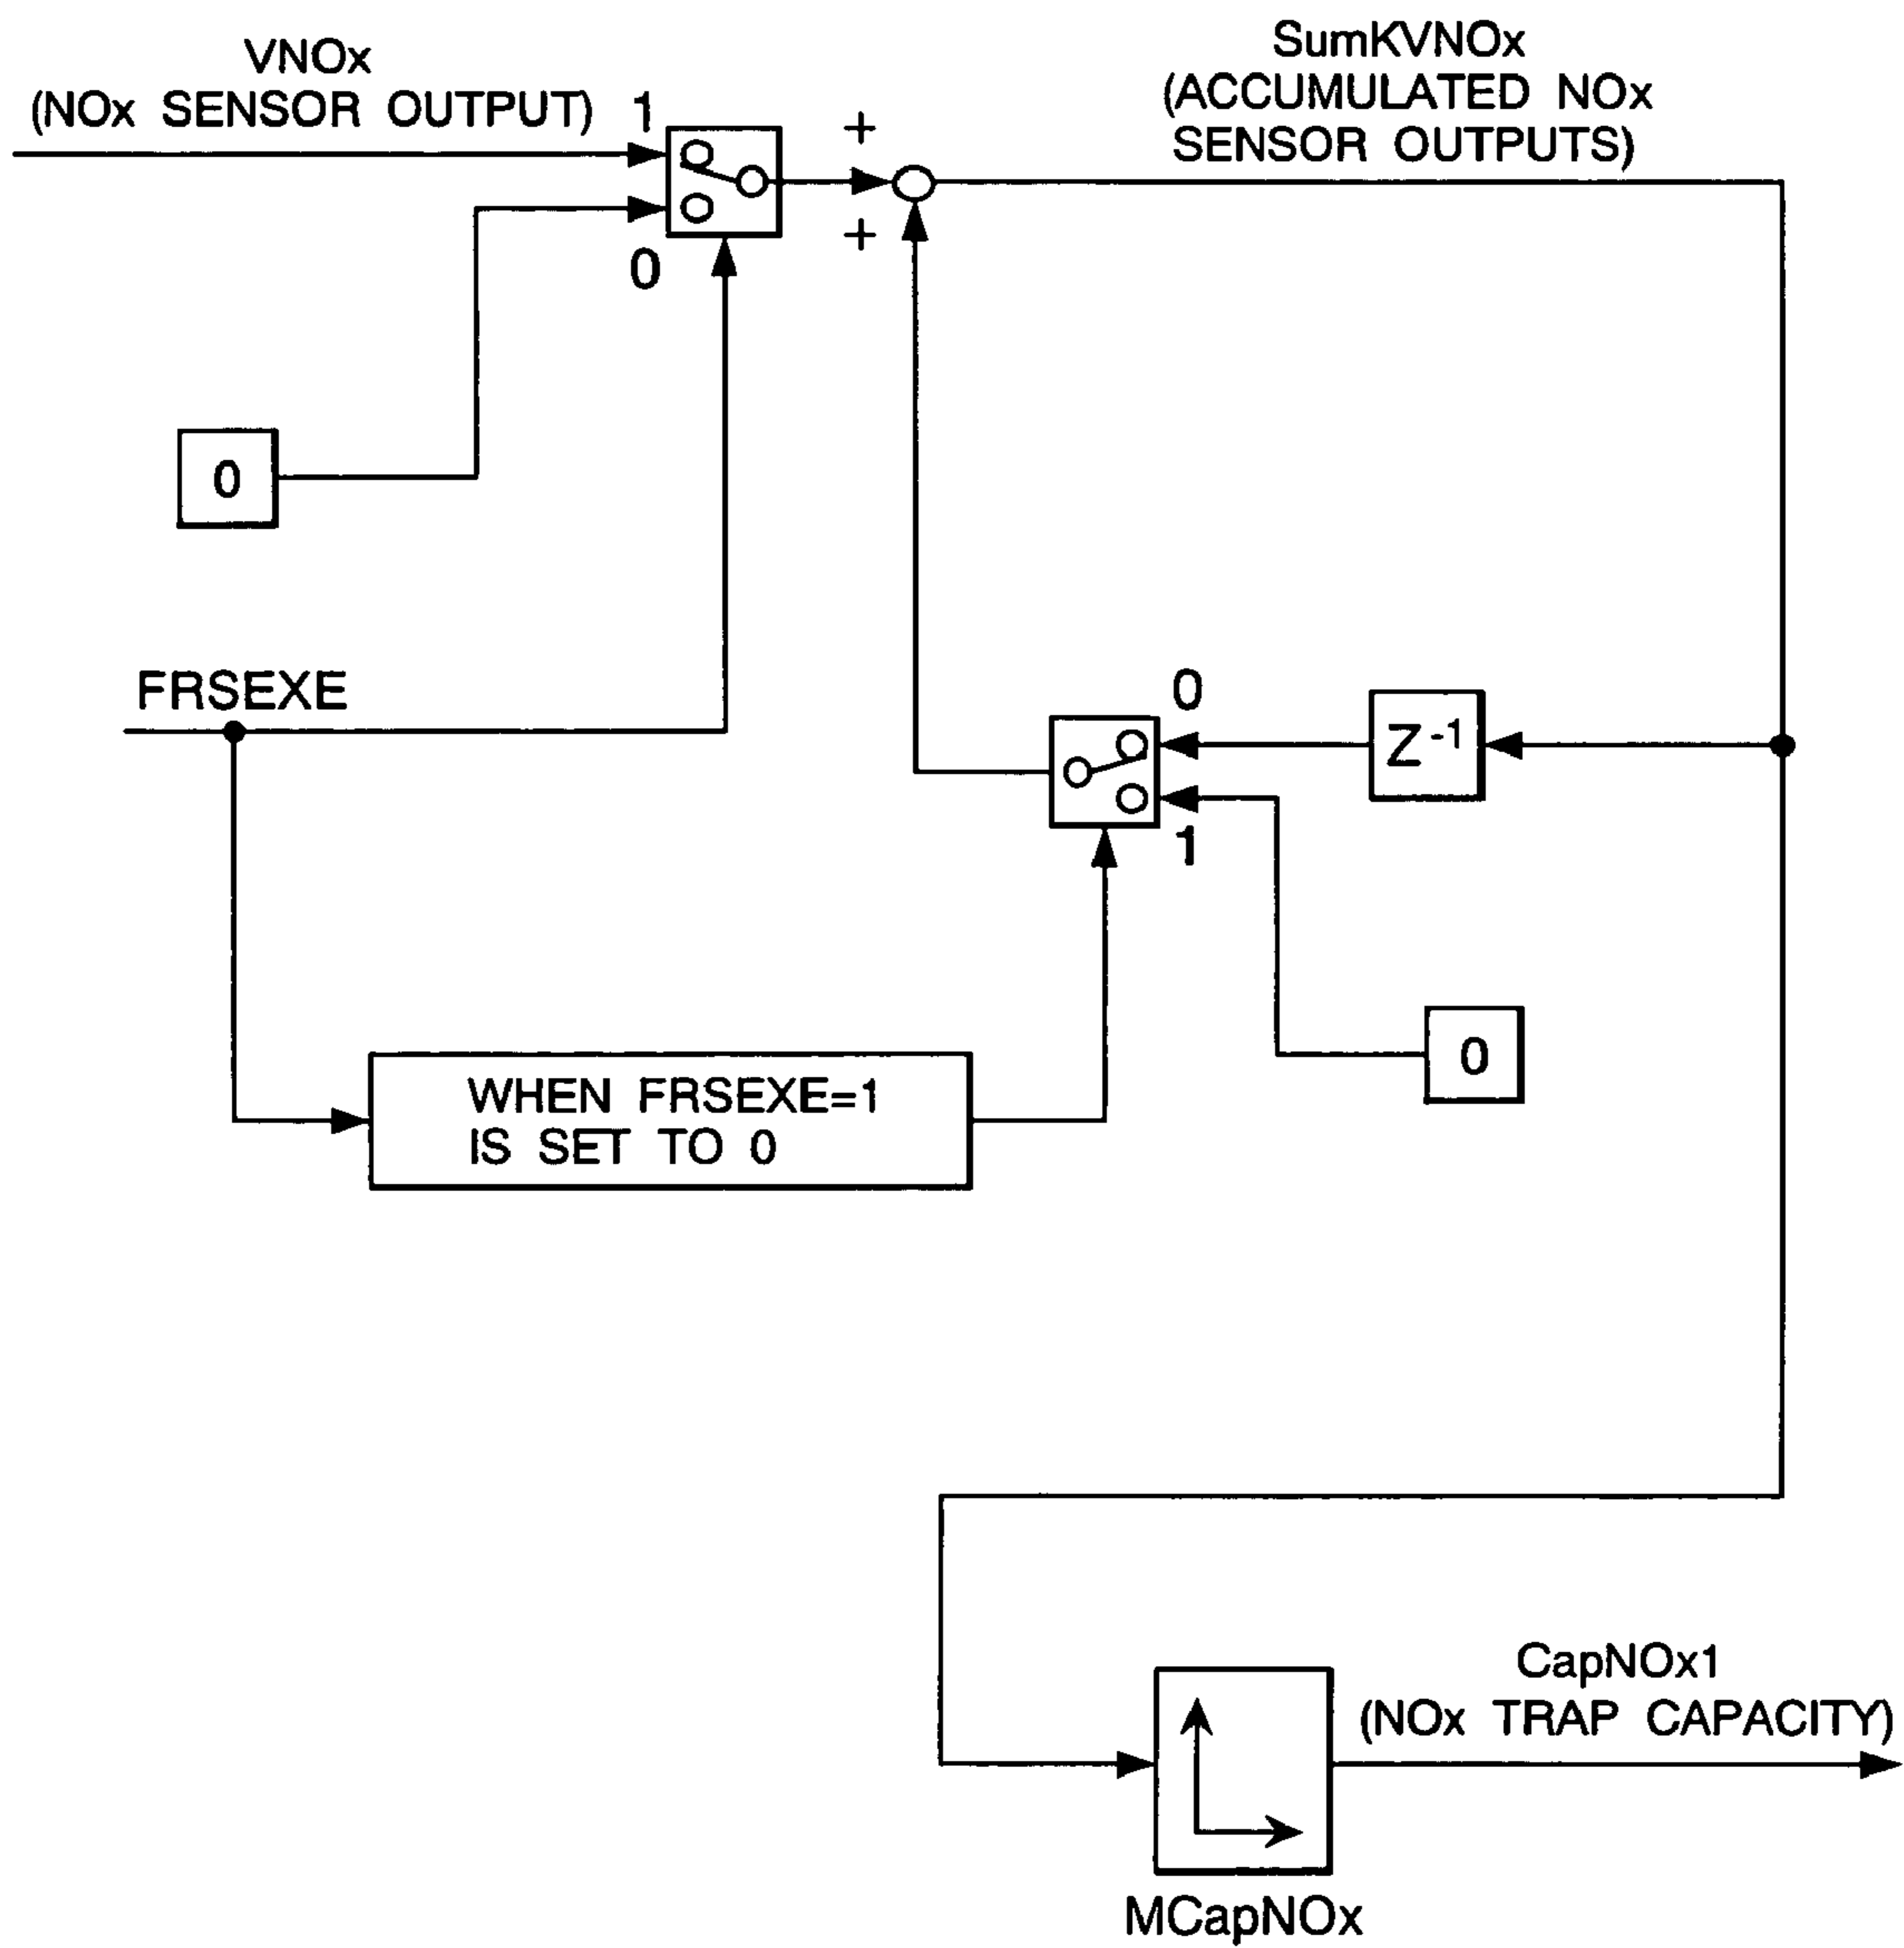 VNOx
(NOx SENSOR OUTPUT)
1
0
+
+
SumKVNOx
(ACCUMULATED NOx
SENSOR OUTPUTS)
0
FRSEXE
0
1
Z-1
0
WHEN FRSEXE=1
IS SET TO 0
CapNOx1
(NOx TRAP CAPACITY)
MCapNOx